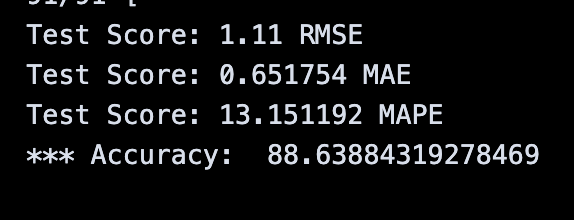 Test Score: 1.11 RMSE
Test Score: 0.651754 MAE
Test Score: 13.151192 MAPE
*** Accuracy:  88.63884319278469